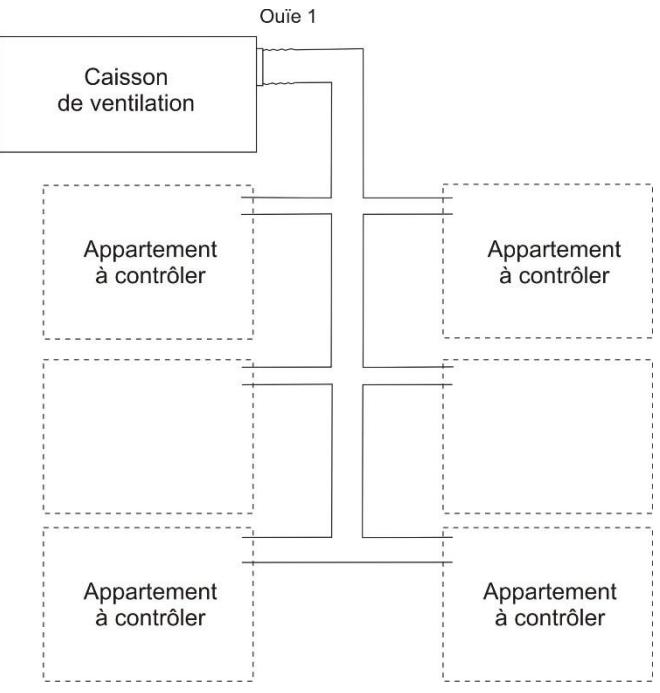 Ouïe 1
Caisson
de ventilation
Appartement
à contrôler
Appartement
à contrôler
Appartement
à contrôler
Appartement
à contrôler